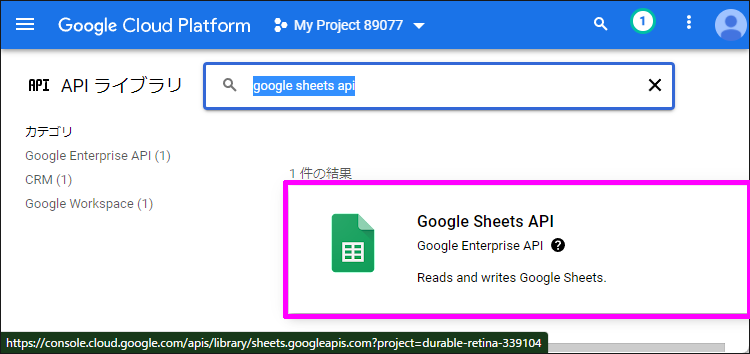 Google Cloud Platform
My Project 89077
1
API API ライブラリ
google sheets api
カテゴリ
Google Enterprise API (1)
CRM (1)
Google Workspace (1)
1 件の結果
Google Sheets API
Google Enterprise API ?
Reads and writes Google Sheets.
https://console.cloud.google.com/apis/library/sheets.googleapis.com?project=durable-retina-339104